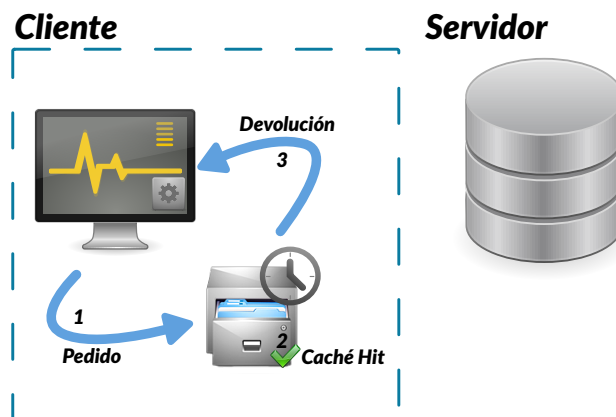 Cliente
Servidor
Devolución
3
1
Pedido
2
Caché Hit